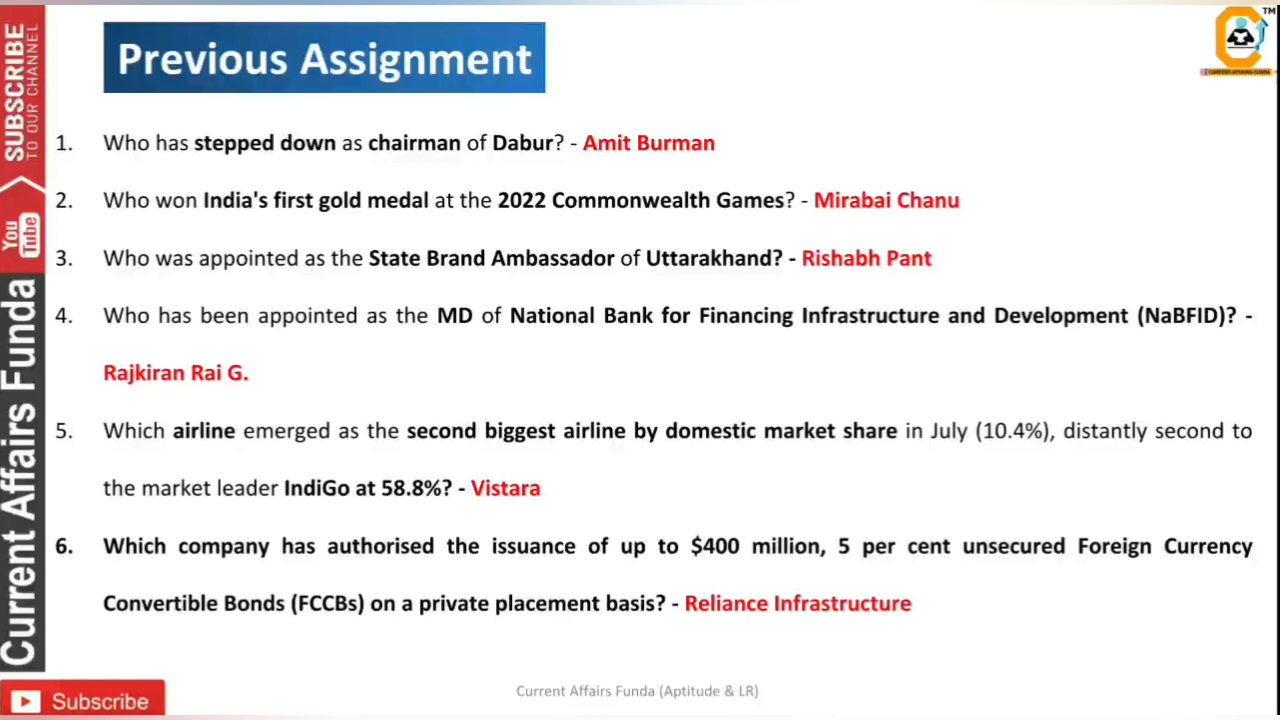 Previous Assignment
TM
1. Who has stepped down as chairman of Dabur? - Amit Burman
2. Who won India's first gold medal at the 2022 Commonwealth Games? - Mirabai Chanu
3. Who was appointed as the State Brand Ambassador of Uttarakhand? - Rishabh Pant
4. Who has been appointed as the MD of National Bank for Financing Infrastructure and Development (NaBFID)? -
Rajkiran Rai G.
5. Which airline emerged as the second biggest airline by domestic market share in July (10.4%), distantly second to
the market leader IndiGo at 58.8%? - Vistara
6. Which company has authorised the issuance of up to $400 million, 5 per cent unsecured Foreign Currency
Convertible Bonds (FCCBs) on a private placement basis? - Reliance Infrastructure
SUBSCRIBE
TO OUR CHANNEL
You
Tube
Current Affairs Funda
Subscribe
Current Affairs Funda (Aptitude & LR)
CURRENT AFFAIRS FUNDA